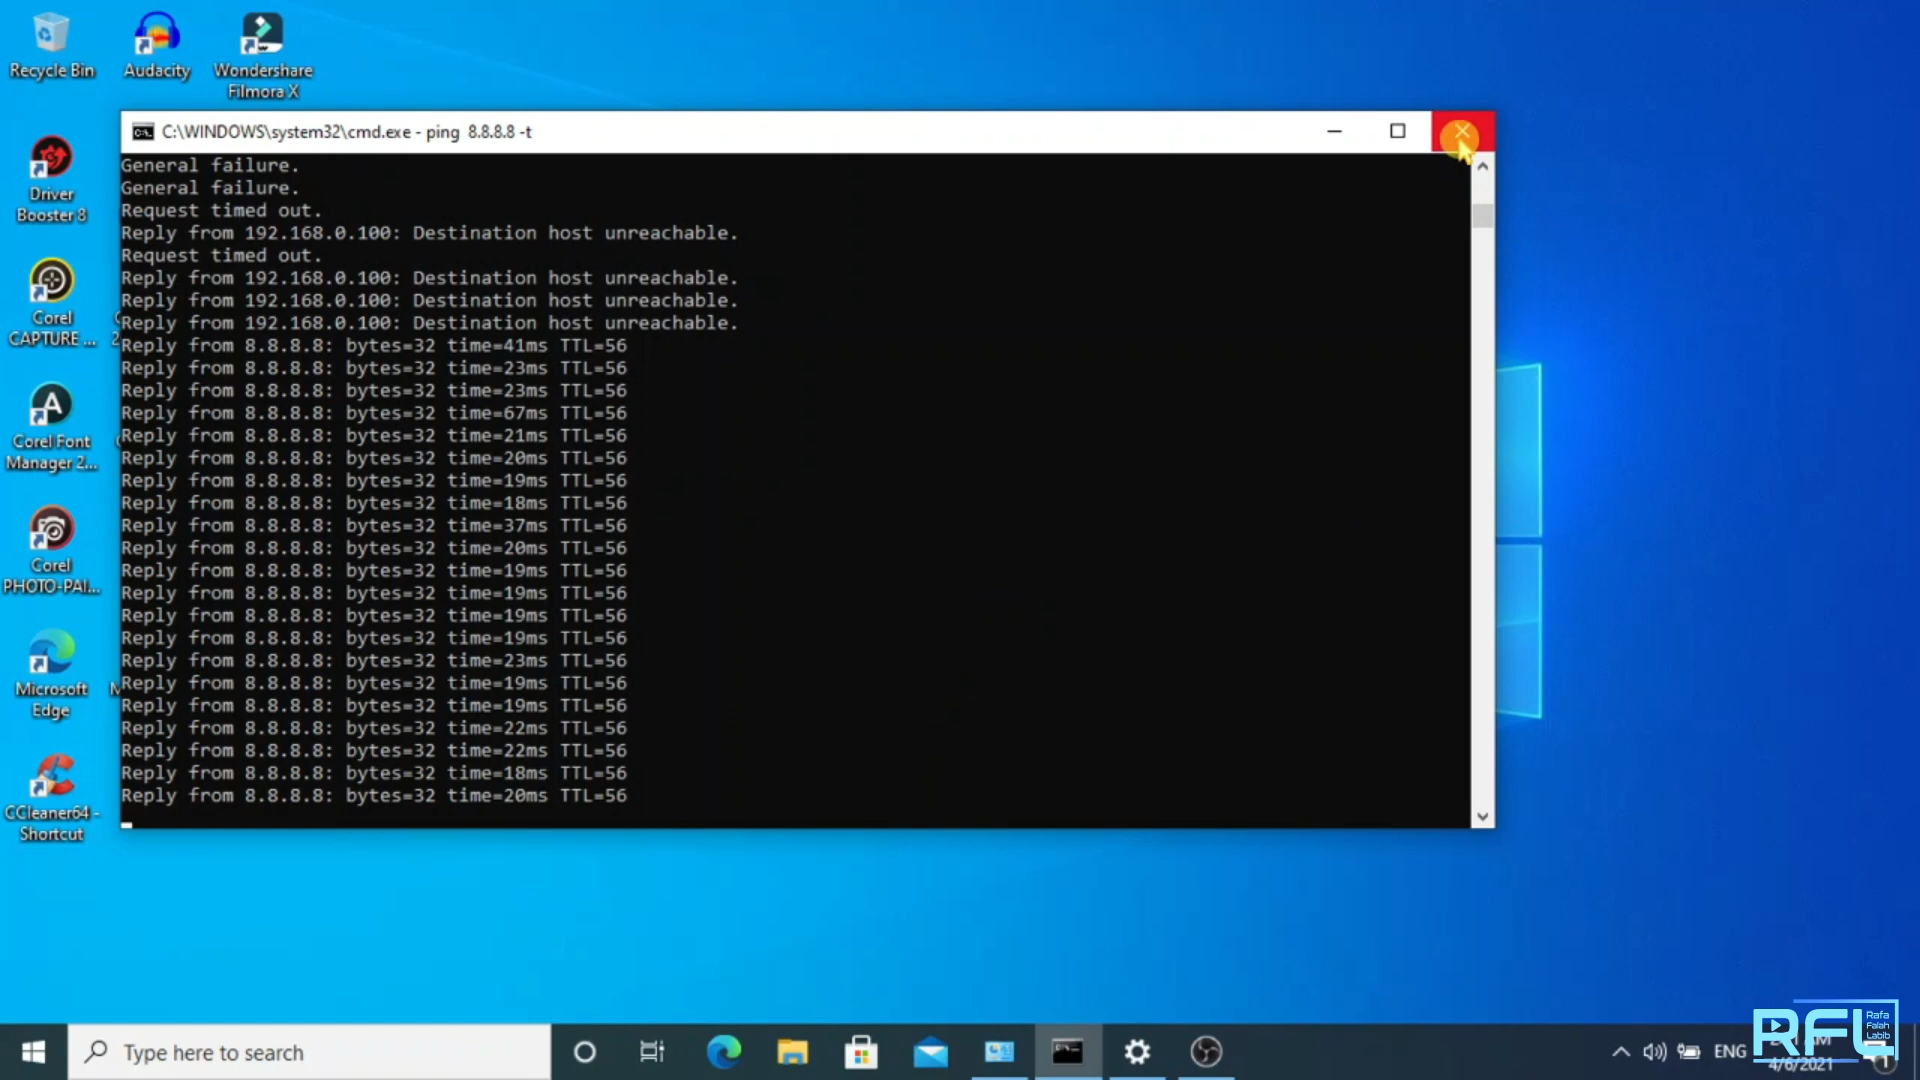 Recycle Bin
Audacity
Wondershare
Filmora X
Driver
Booster 8
Corel
CAPTURE ...
Corel Font
Manager 2...
Corel
PHOTO-PAI...
Microsoft
Edge
CCleaner64 -
Shortcut
C:\WINDOWS\system32\cmd.exe - ping 8.8.8.8 -t
General failure.
General failure.
Request timed out.
Reply from 192.168.0.100: Destination host unreachable.
Request timed out.
Reply from 192.168.0.100: Destination host unreachable.
Reply from 192.168.0.100: Destination host unreachable.
Reply from 192.168.0.100: Destination host unreachable.
Reply from 8.8.8.8: bytes=32 time=41ms TTL=56
Reply from 8.8.8.8: bytes=32 time=23ms TTL=56
Reply from 8.8.8.8: bytes=32 time=23ms TTL=56
Reply from 8.8.8.8: bytes=32 time=67ms TTL=56
Reply from 8.8.8.8: bytes=32 time=21ms TTL=56
Reply from 8.8.8.8: bytes=32 time=20ms TTL=56
Reply from 8.8.8.8: bytes=32 time=19ms TTL=56
Reply from 8.8.8.8: bytes=32 time=18ms TTL=56
Reply from 8.8.8.8: bytes=32 time=37ms TTL=56
Reply from 8.8.8.8: bytes=32 time=20ms TTL=56
Reply from 8.8.8.8: bytes=32 time=19ms TTL=56
Reply from 8.8.8.8: bytes=32 time=19ms TTL=56
Reply from 8.8.8.8: bytes=32 time=19ms TTL=56
Reply from 8.8.8.8: bytes=32 time=19ms TTL=56
Reply from 8.8.8.8: bytes=32 time=23ms TTL=56
Reply from 8.8.8.8: bytes=32 time=19ms TTL=56
Reply from 8.8.8.8: bytes=32 time=19ms TTL=56
Reply from 8.8.8.8: bytes=32 time=22ms TTL=56
Reply from 8.8.8.8: bytes=32 time=22ms TTL=56
Reply from 8.8.8.8: bytes=32 time=18ms TTL=56
Reply from 8.8.8.8: bytes=32 time=20ms TTL=56
Type here to search
ENG
AM
4/6/2021
RFL
Rafa
Falah
Labib